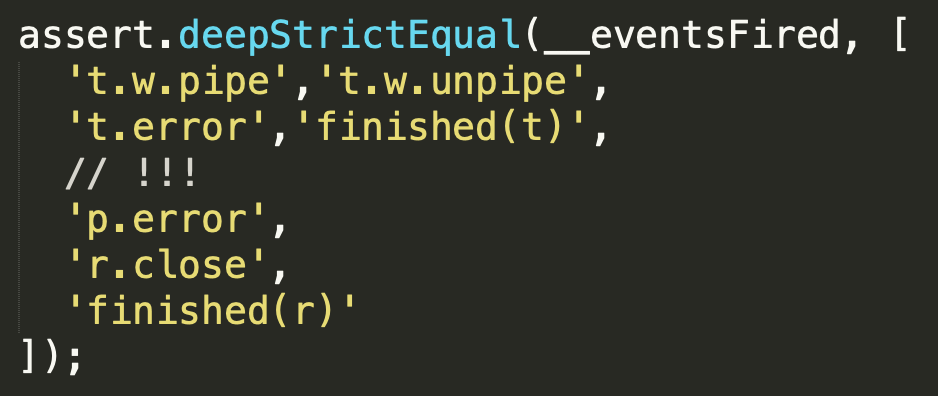 assert.deepStrictEqual(__eventsFired, [
't.w.pipe','t.w.unpipe',
't.error','finished(t)',
// !!!
'p.error',
'r.close',
'finished(r)'
]);